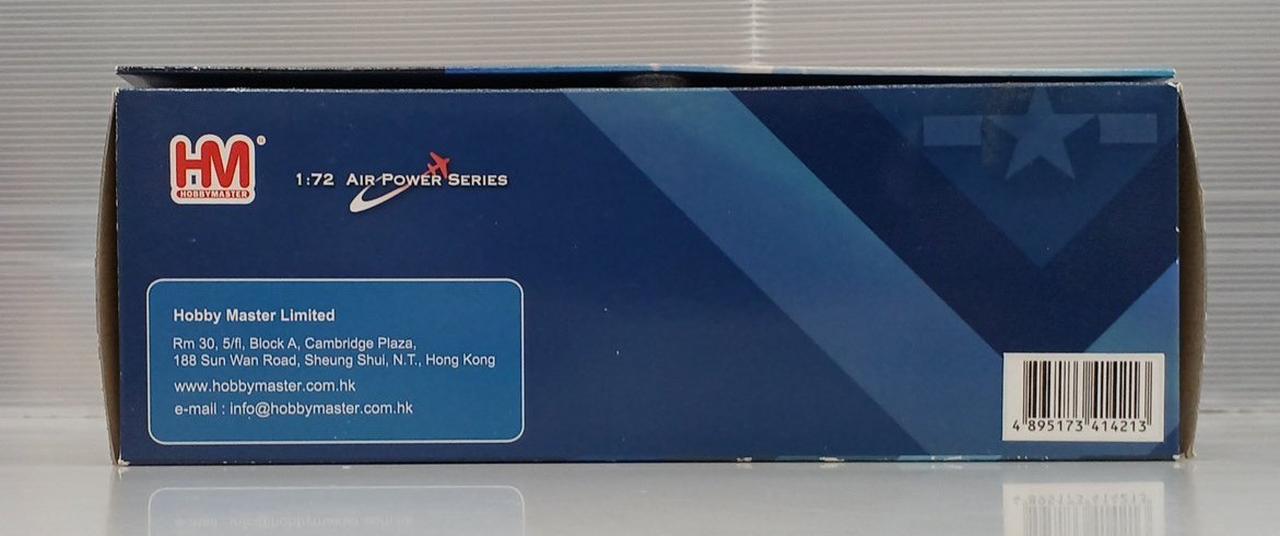 HM®
HOBBYMASTER
1:72 AIR POWER SERIES
Hobby Master Limited
Rm 30, 5/fl, Block A, Cambridge Plaza,
188 Sun Wan Road, Sheung Shui, N.T., Hong Kong
www.hobbymaster.com.hk
e-mail : info@hobbymaster.com.hk
4 895173 414213